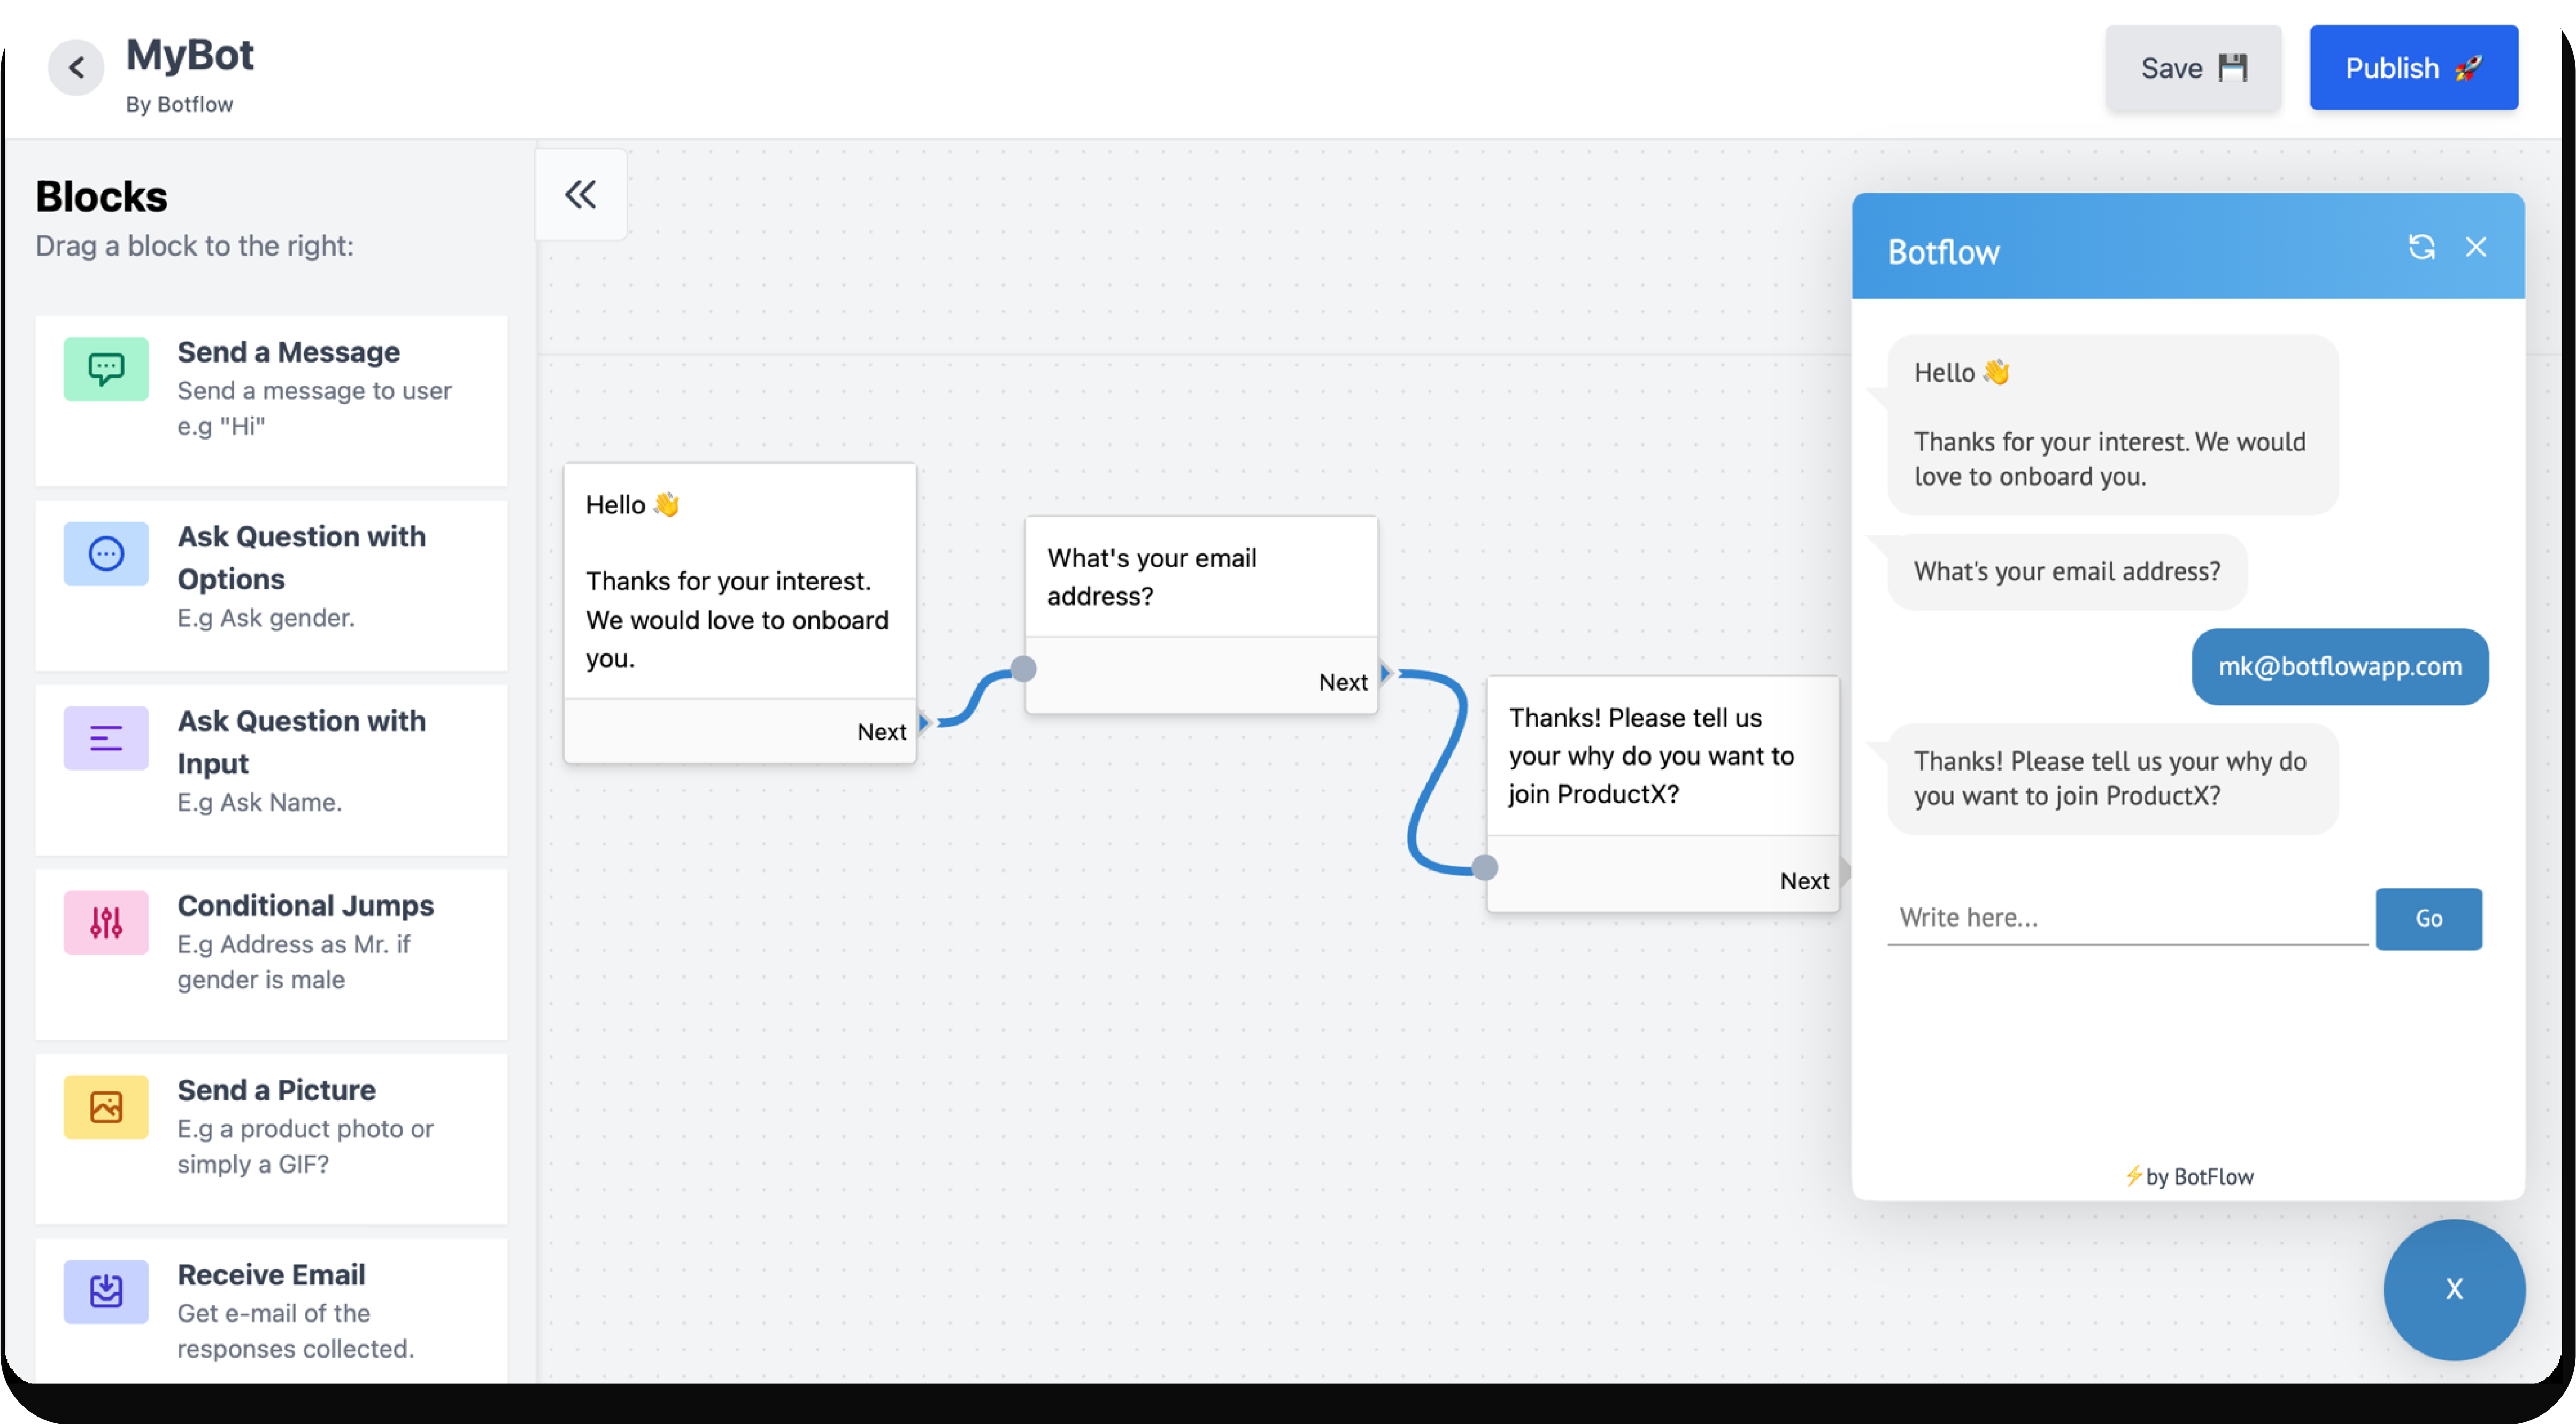 MyBot
By Botflow
Save 💾
Publish 🚀
Blocks
Drag a block to the right:
Send a Message
Send a message to user
e.g "Hi"
Ask Question with
Options
E.g Ask gender.
Ask Question with
Input
E.g Ask Name.
Conditional Jumps
E.g Address as Mr. if
gender is male
Send a Picture
E.g a product photo or
simply a GIF?
Receive Email
Get e-mail of the
responses collected.
Hello 👋
Thanks for your interest.
We would love to onboard
you.
Next
What's your email
address?
Next
Thanks! Please tell us
your why do you want to
join ProductX?
Next
Botflow
Hello 👋
Thanks for your interest. We would
love to onboard you.
What's your email address?
mk@botflowapp.com
Thanks! Please tell us your why do
you want to join ProductX?
Write here...
Go
⚡by BotFlow
X